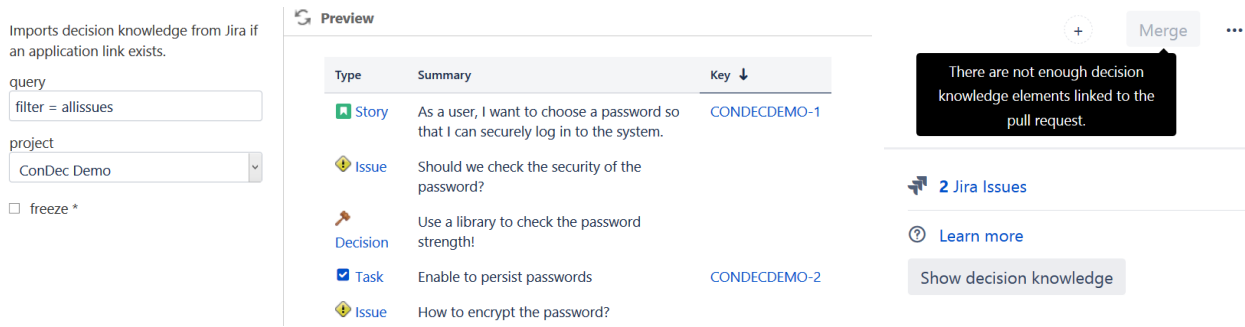 Imports decision knowledge from Jira if
an application link exists.
query
filter = allissues
project
ConDec Demo
freeze *
Preview
Type Summary Key ↓
Story As a user, I want to choose a password so CONDECDEMO-1
that I can securely log in to the system.
Issue Should we check the security of the
password?
Use a library to check the password
Decision strength!
Task Enable to persist passwords CONDECDEMO-2
Issue How to encrypt the password?
+ Merge •••
There are not enough decision
knowledge elements linked to the
pull request.
2 Jira Issues
Learn more
Show decision knowledge